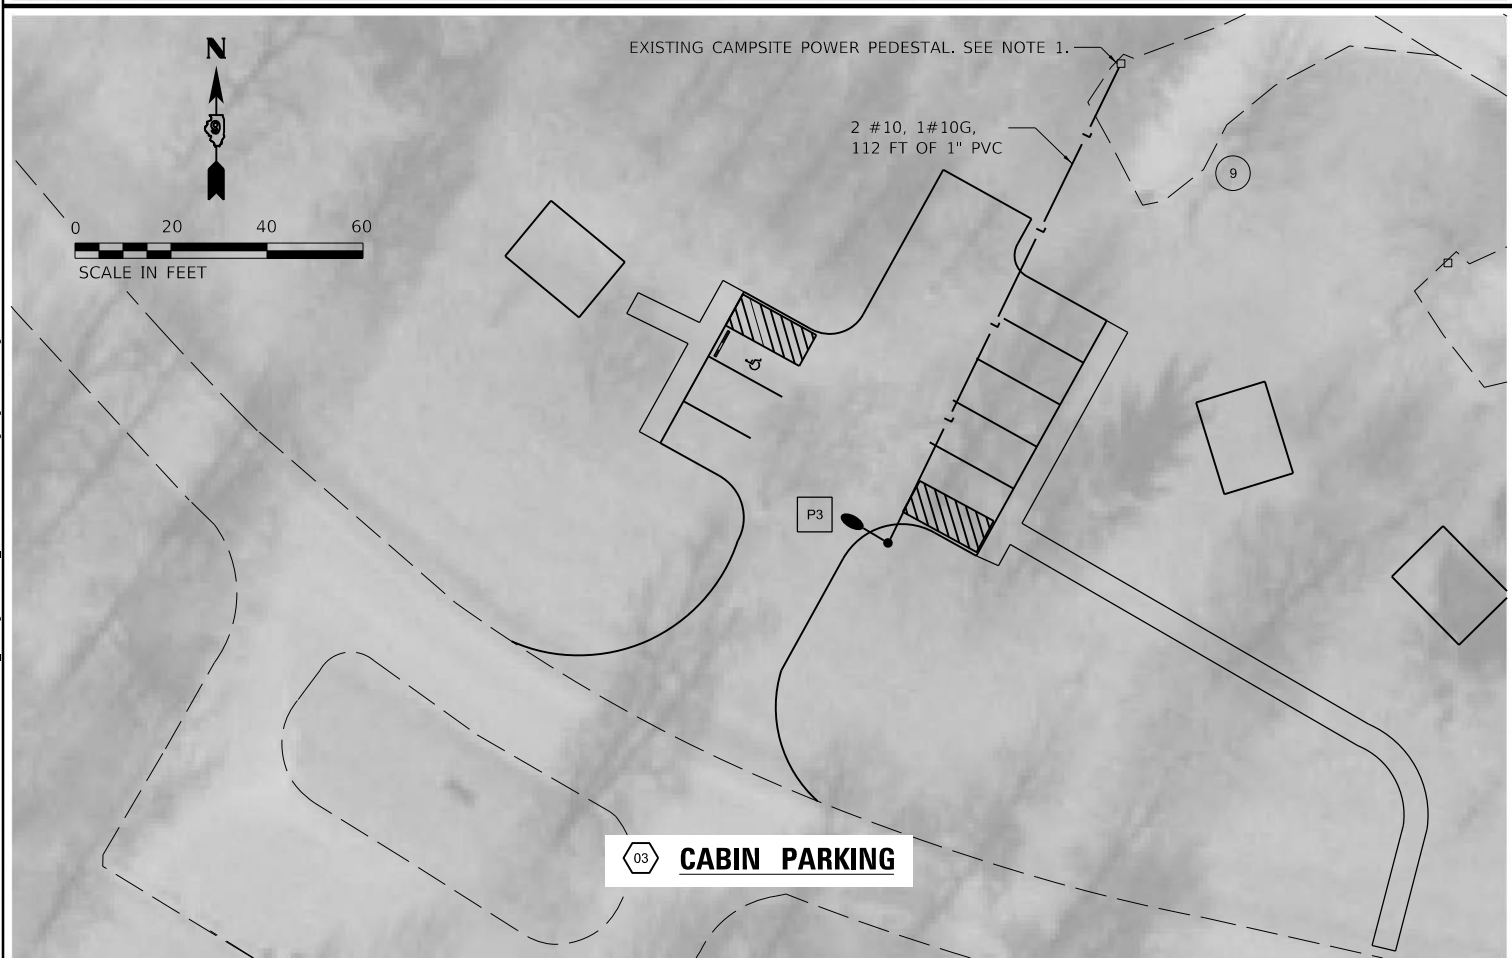 EXISTING CAMPSITE POWER PEDESTAL. SEE NOTE 1.
N
2 #10, 1#10G,
112 FT OF 1" PVC
9
0 20 40 60
SCALE IN FEET
L
L
L
L
P3
03 CABIN PARKING